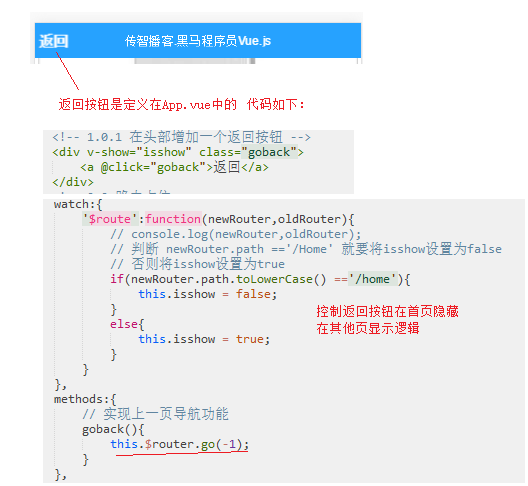 返回 传智播客.黑马程序员Vue.js
返回按钮是定义在App.vue中的 代码如下:
<!-- 1.0.1 在头部增加一个返回按钮 -->
<div v-show="isshow" class="goback">
<a @click="goback">返回</a>
</div>
watch:{
'$route':function(newRouter,oldRouter){
// console.log(newRouter,oldRouter);
// 判断 newRouter.path =='/Home' 就要将isshow设置为false
// 否则将isshow设置为true
if(newRouter.path.toLowerCase() =='/home'){
this.isshow = false;
}
else{
this.isshow = true;
}
}
},
控制返回按钮在首页隐藏
在其他页显示逻辑
methods:{
// 实现上一页导航功能
goback(){
this.$router.go(-1);
}
},